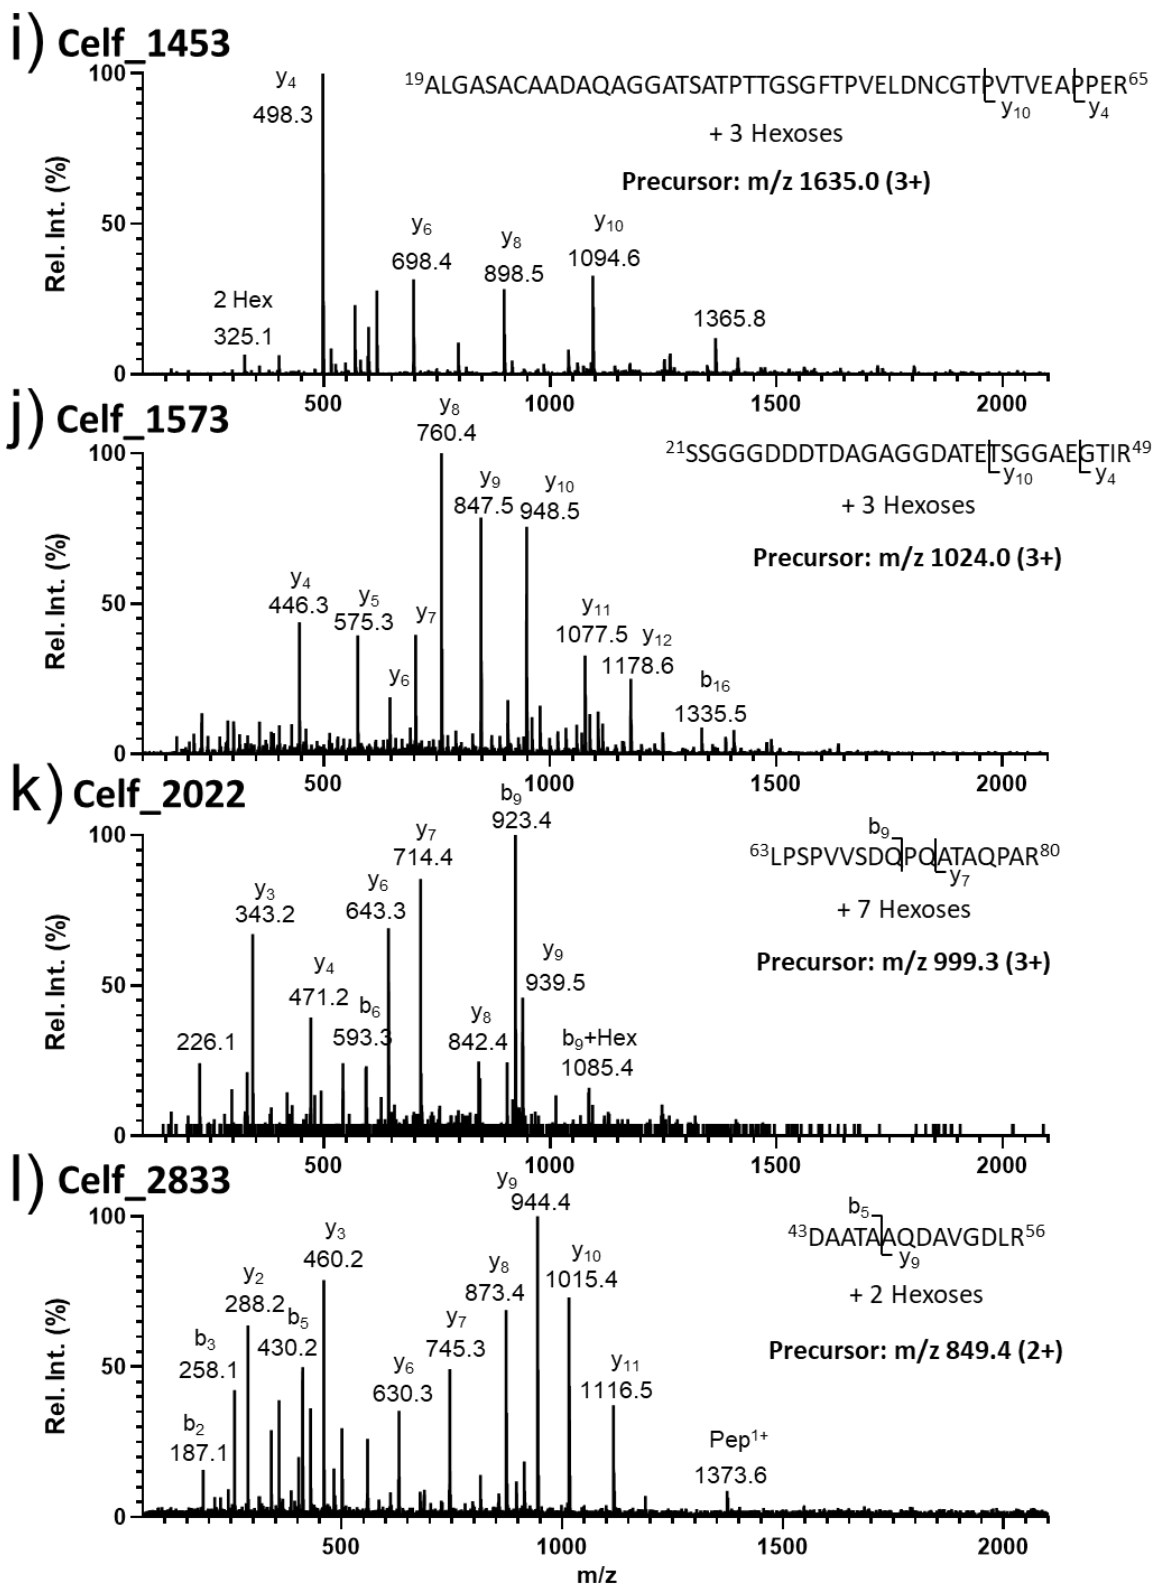 i) Celf_1453
Rel. Int. (%)
100
50
0
y4
498.3
19ALGASACAADAQAGGATSATPTTGSGFTPVELDNCGTPVTVEAPPER65
y10
y4
+ 3 Hexoses
Precursor: m/z 1635.0 (3+)
2 Hex
325.1
y6
698.4
y8
898.5
y10
1094.6
1365.8
500 1000 1500 2000
j) Celf_1573
Rel. Int. (%)
100
50
0
y8
760.4
21SSGGGDDDTDAGAGGDATETSGGAEGTIR49
y10
y4
+ 3 Hexoses
Precursor: m/z 1024.0 (3+)
y4
446.3
y5
575.3
y6
y7
y9
847.5
y10
948.5
y11
1077.5
y12
1178.6
b16
1335.5
500 1000 1500 2000
k) Celf_2022
Rel. Int. (%)
100
50
0
b9
923.4
63LPSPVVSDQPQATAQPAR80
b9
y7
+ 7 Hexoses
Precursor: m/z 999.3 (3+)
226.1
y3
343.2
y4
471.2
b6
593.3
y6
643.3
y7
714.4
y8
842.4
y9
939.5
b9+Hex
1085.4
500 1000 1500 2000
l) Celf_2833
Rel. Int. (%)
100
50
0
y9
944.4
43DAATAAQDAVGDLR56
b5
y9
+ 2 Hexoses
Precursor: m/z 849.4 (2+)
b2
187.1
b3
258.1
y2
288.2
b5
430.2
y3
460.2
y6
630.3
y7
745.3
y8
873.4
y10
1015.4
y11
1116.5
Pep1+
1373.6
500 1000 1500 2000
m/z